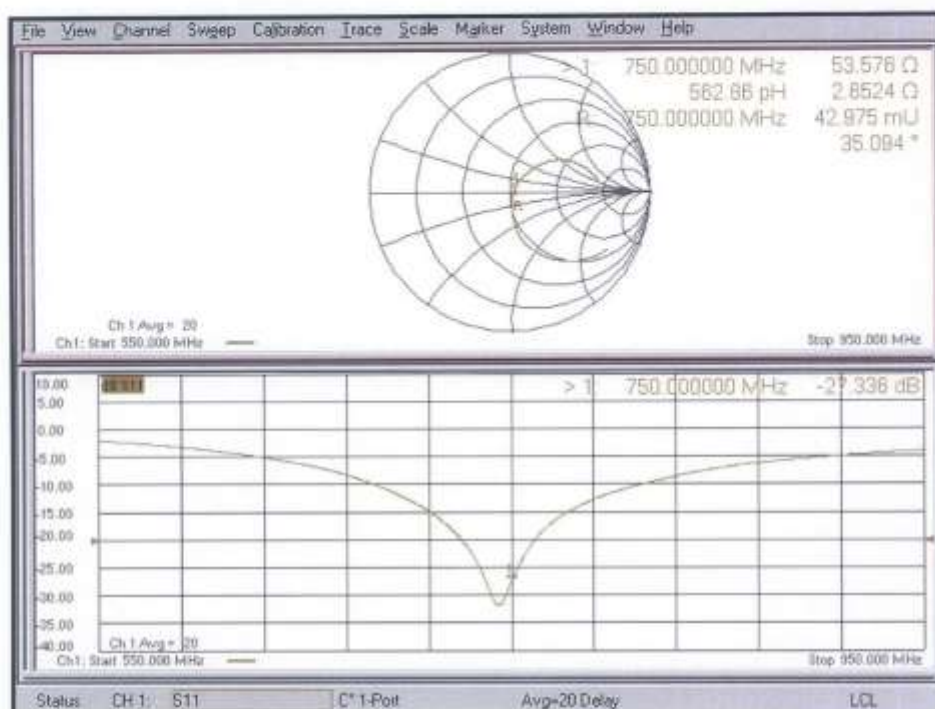 File View Channel Sweep Calibration Trace Scale Marker System Window Help
> 1 750.000000 MHz 53.576 Ω
562.66 pH 2.6524 Ω
R 750.000000 MHz 42.975 mU
35.094 °
Ch 1 Avg = 20
Ch1: Start 550.000 MHz Stop 950.000 MHz
10.00 > 1 750.000000 MHz -27.336 dB
5.00
0.00
-5.00
-10.00
-15.00
-20.00
-25.00
-30.00
-35.00
-40.00 Ch 1 Avg = 20
Ch1: Start 550.000 MHz Stop 950.000 MHz
Status CH 1: S11 C* 1-Port Avg=20 Delay LCL